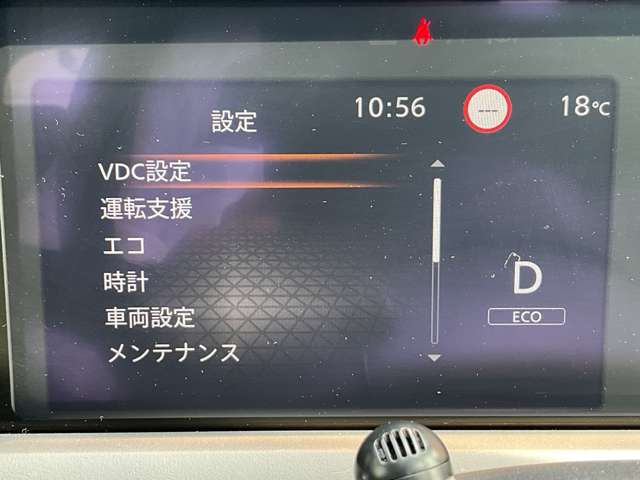 10:56 --- 18℃
設定
VDC設定
運転支援
エコ
時計
車両設定
メンテナンス
D
ECO